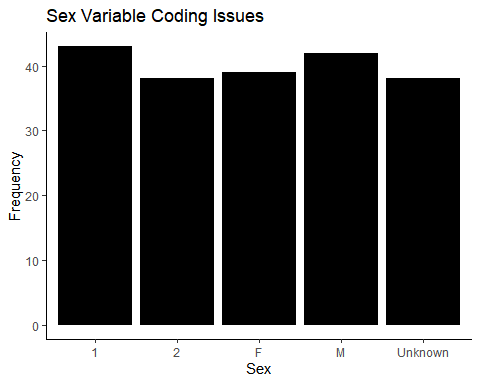 Sex Variable Coding Issues
Frequency
40
30
20
10
0
1 2 F M Unknown
Sex